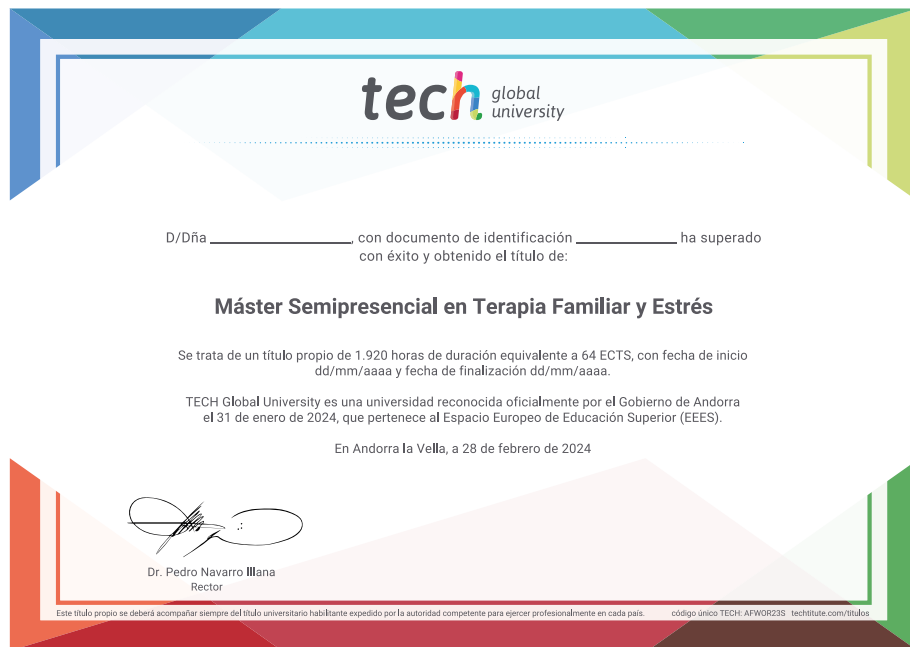 tech global university
D/Dña ____________________, con documento de identificación ______________ ha superado
con éxito y obtenido el título de:
Máster Semipresencial en Terapia Familiar y Estrés
Se trata de un título propio de 1.920 horas de duración equivalente a 64 ECTS, con fecha de inicio
dd/mm/aaaa y fecha de finalización dd/mm/aaaa.
TECH Global University es una universidad reconocida oficialmente por el Gobierno de Andorra
el 31 de enero de 2024, que pertenece al Espacio Europeo de Educación Superior (EEES).
En Andorra la Vella, a 28 de febrero de 2024
Dr. Pedro Navarro Illana
Rector
Este título propio se deberá acompañar siempre del título universitario habilitante expedido por la autoridad competente para ejercer profesionalmente en cada país. código único TECH: AFWOR23S techtitute.com/titulos